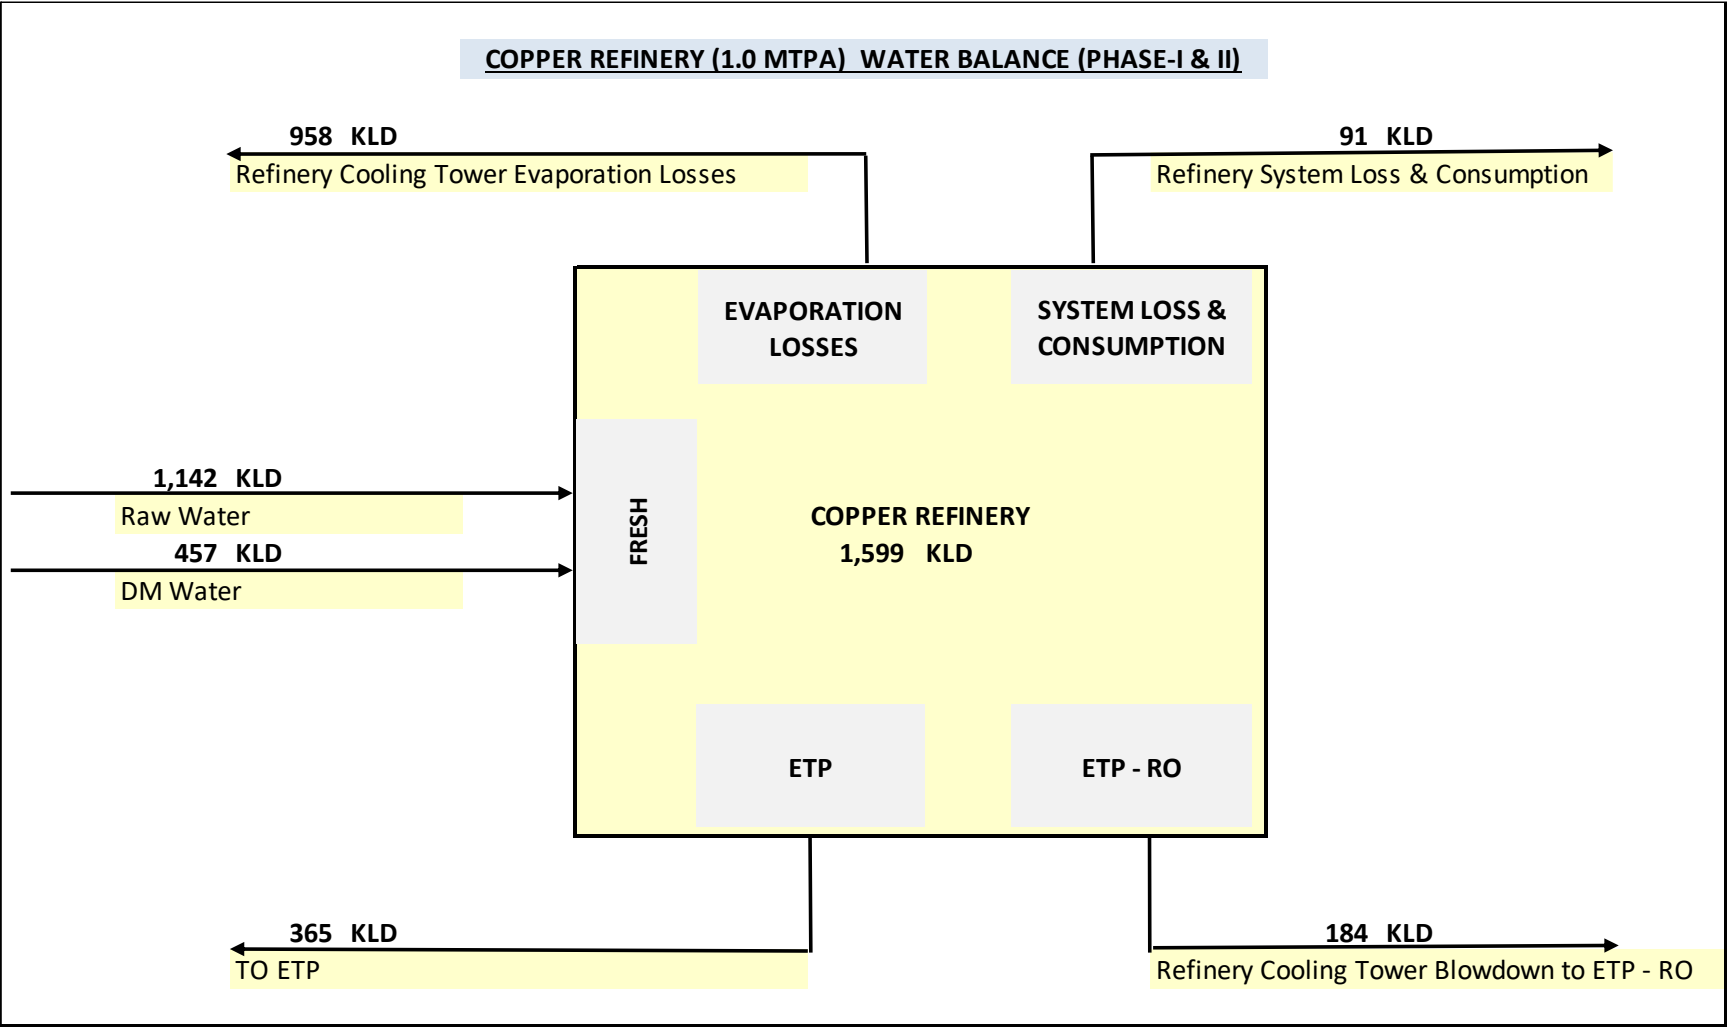 COPPER REFINERY (1.0 MTPA) WATER BALANCE (PHASE-I & II)
958 KLD
Refinery Cooling Tower Evaporation Losses
91 KLD
Refinery System Loss & Consumption
EVAPORATION
LOSSES
SYSTEM LOSS &
CONSUMPTION
1,142 KLD
Raw Water
457 KLD
DM Water
FRESH
COPPER REFINERY
1,599 KLD
ETP
ETP - RO
365 KLD
TO ETP
184 KLD
Refinery Cooling Tower Blowdown to ETP - RO